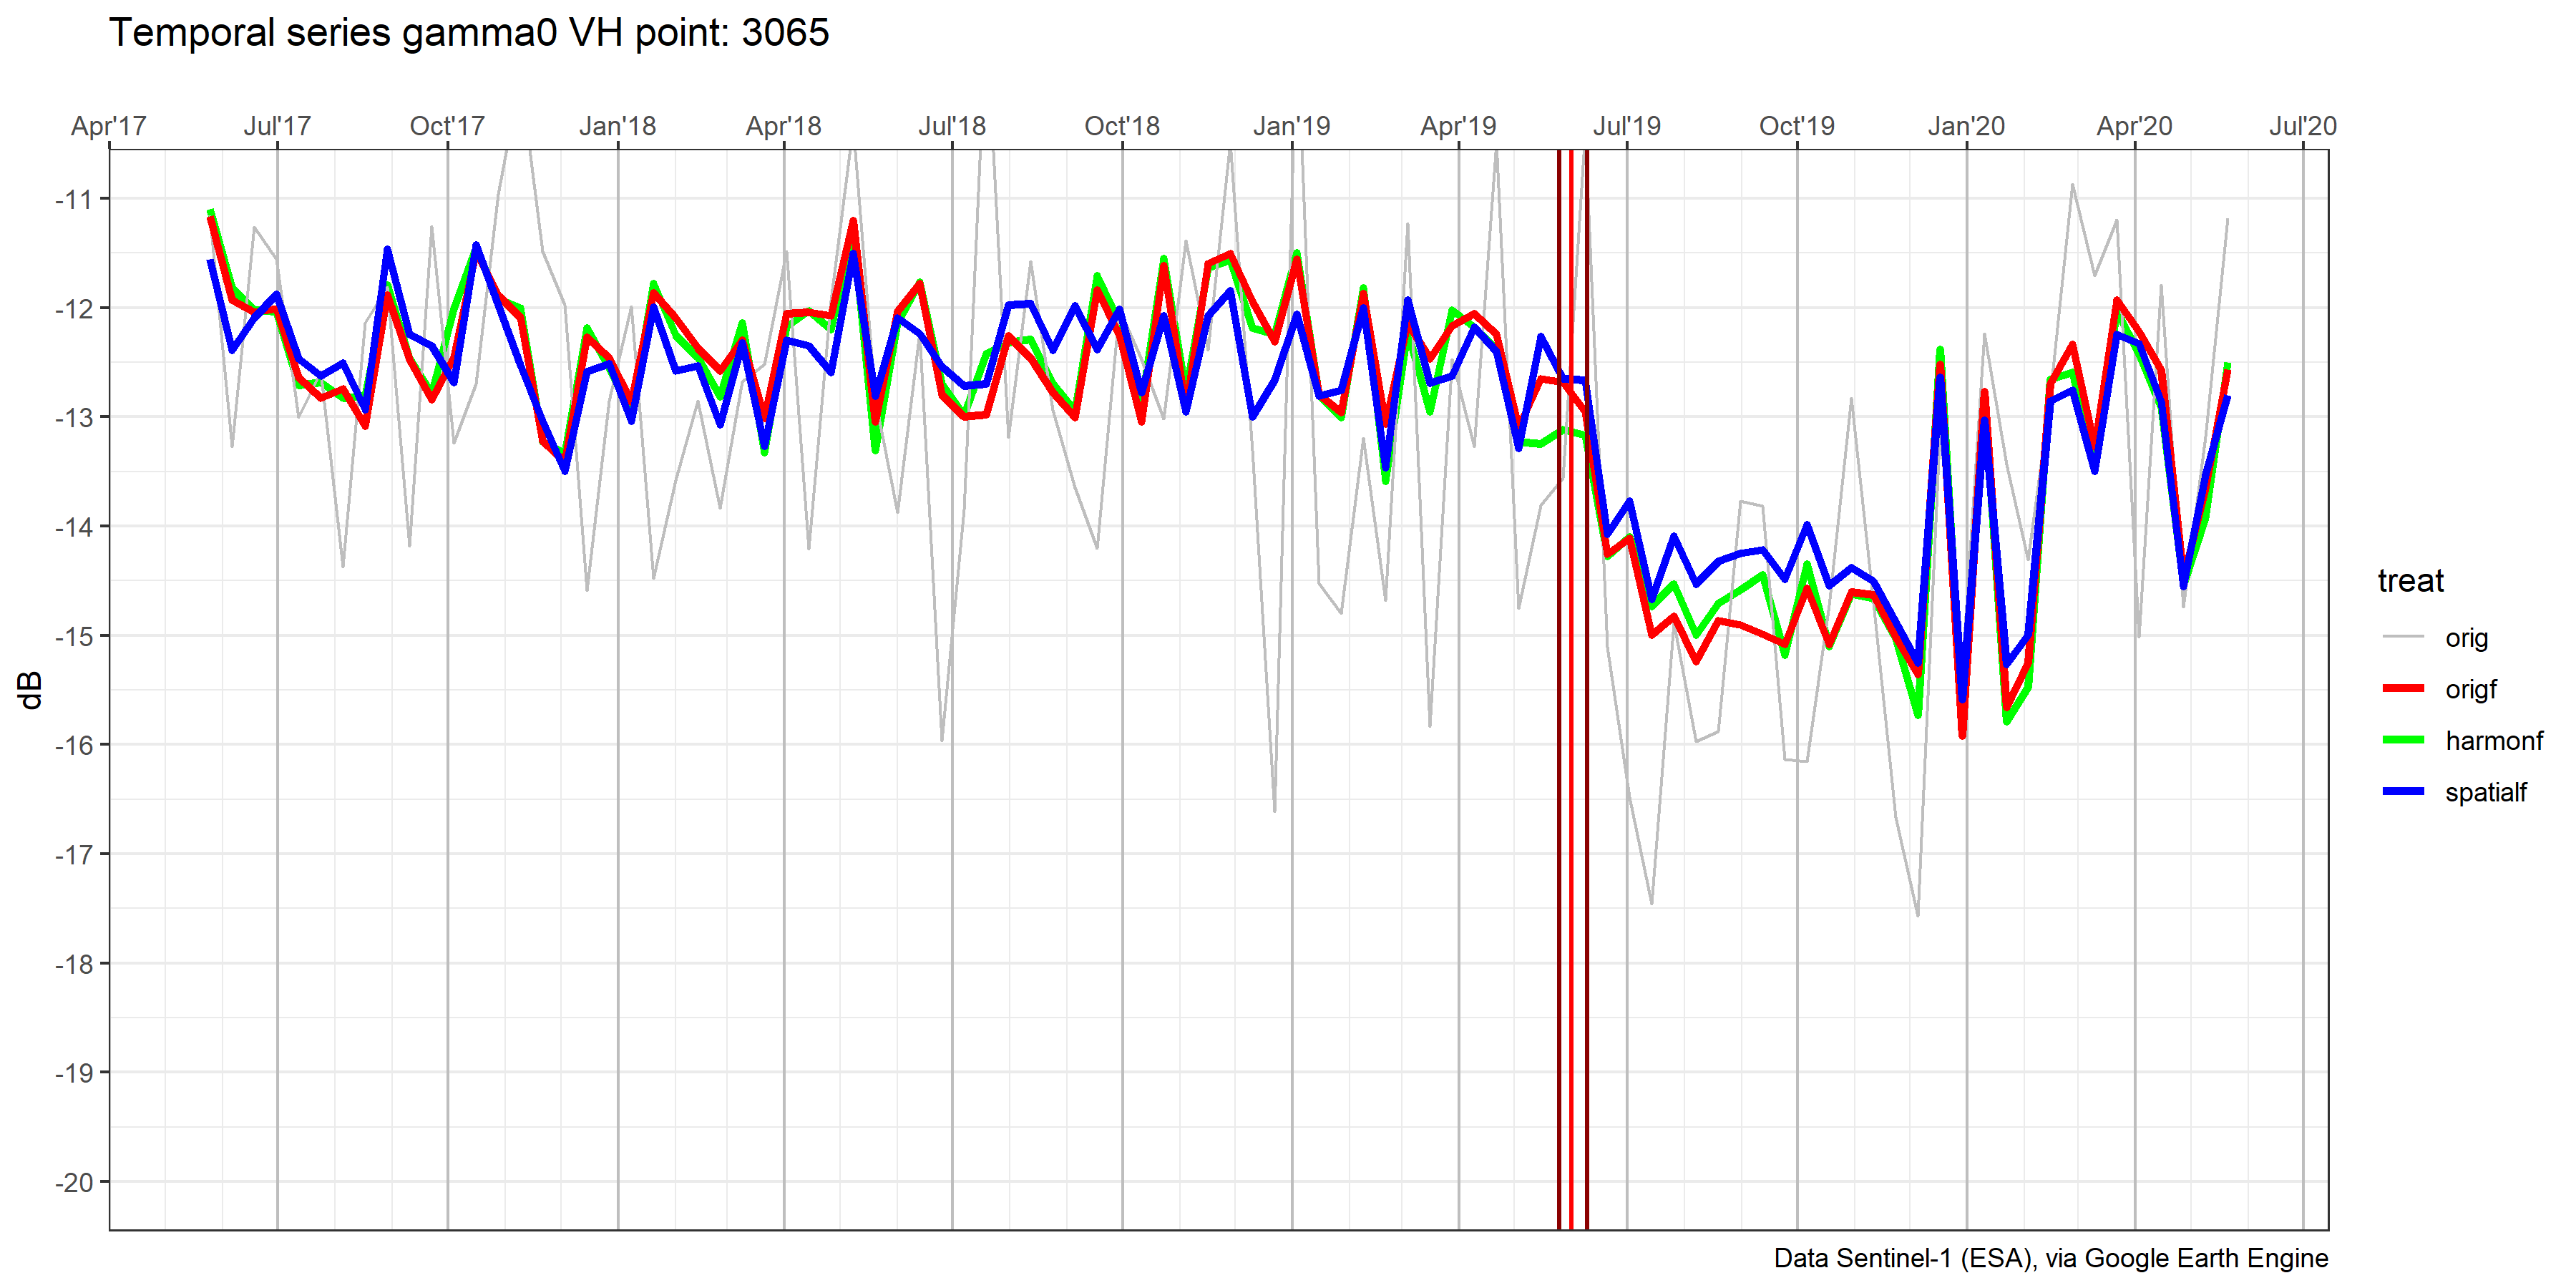 Temporal series gamma0 VH point: 3065
Apr'17 Jul'17 Oct'17 Jan'18 Apr'18 Jul'18 Oct'18 Jan'19 Apr'19 Jul'19 Oct'19 Jan'20 Apr'20 Jul'20
-11
-12
-13
-14
-15
-16
-17
-18
-19
-20
dB
treat
orig
origf
harmonf
spatialf
Data Sentinel-1 (ESA), via Google Earth Engine